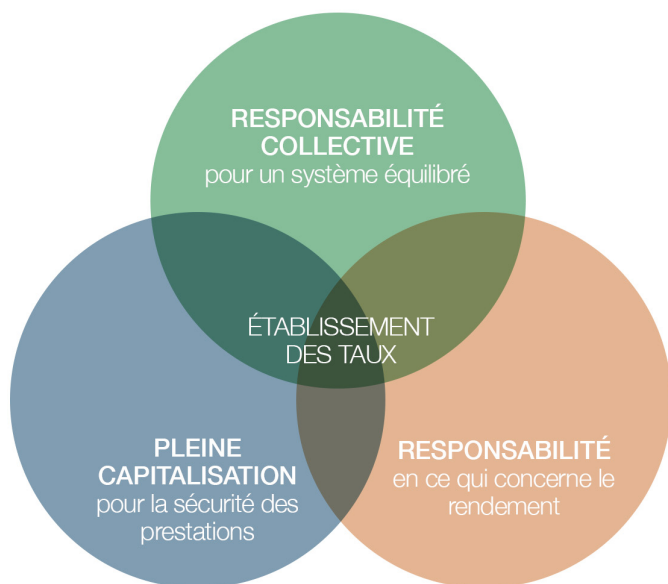 RESPONSABILITÉ
COLLECTIVE
pour un système équilibré
ÉTABLISSEMENT
DES TAUX
PLEINE
CAPITALISATION
pour la sécurité des
prestations
RESPONSABILITÉ
en ce qui concerne le
rendement